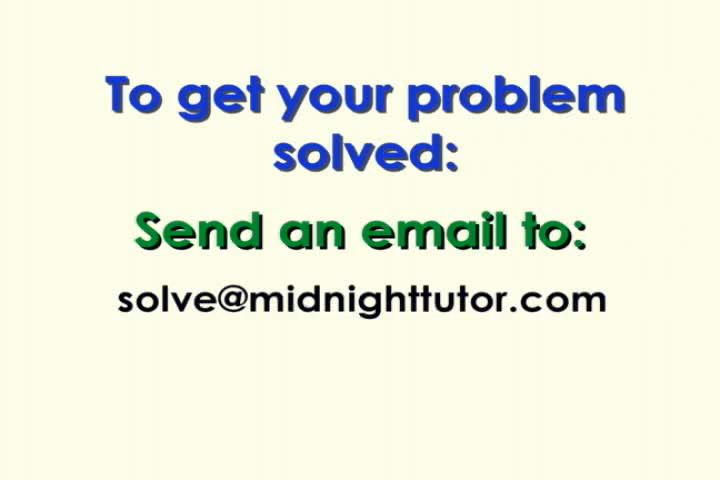 To get your problem
solved:
Send an email to:
solve@midnighttutor.com